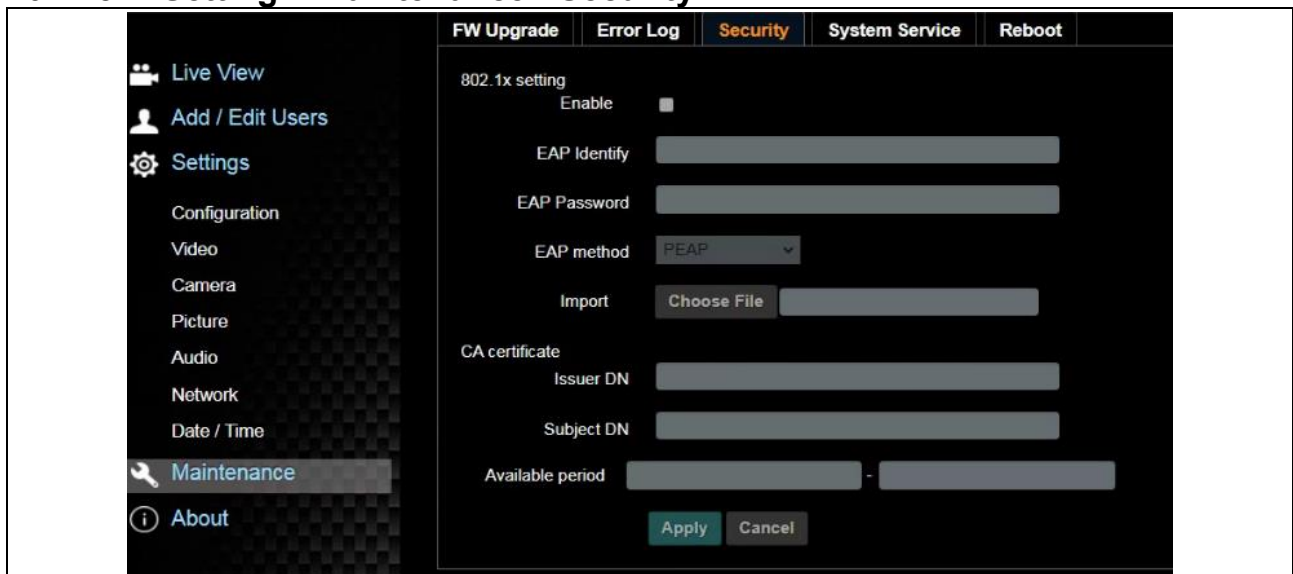 FW Upgrade Error Log Security System Service Reboot
Live View
Add / Edit Users
Settings
Configuration
Video
Camera
Picture
Audio
Network
Date / Time
Maintenance
About
802.1x setting
Enable
EAP Identify
EAP Password
EAP method PEAP
Import Choose File
CA certificate
Issuer DN
Subject DN
Available period -
Apply Cancel